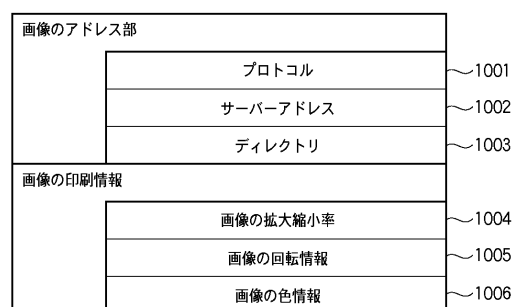 画像のアドレス部
プロトコル 1001
サーバーアドレス 1002
ディレクトリ 1003
画像の印刷情報
画像の拡大縮小率 1004
画像の回転情報 1005
画像の色情報 1006